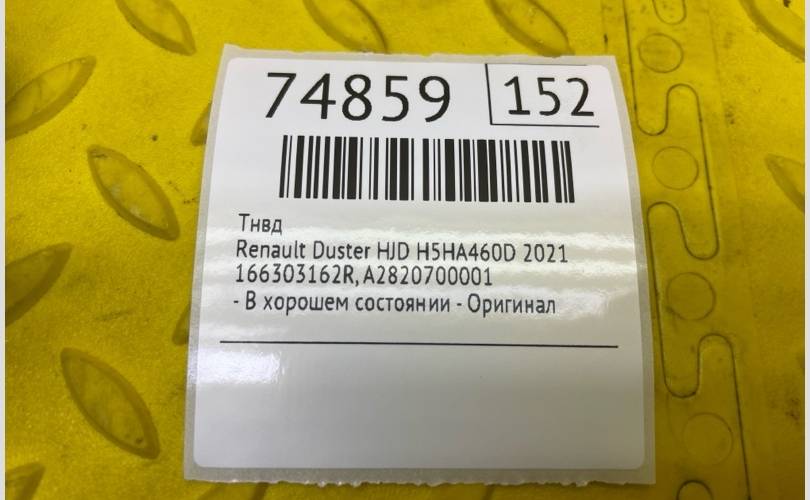 74859 152
Тнвд
Renault Duster HJD H5HA460D 2021
166303162R, A2820700001
- В хорошем состоянии - Оригинал